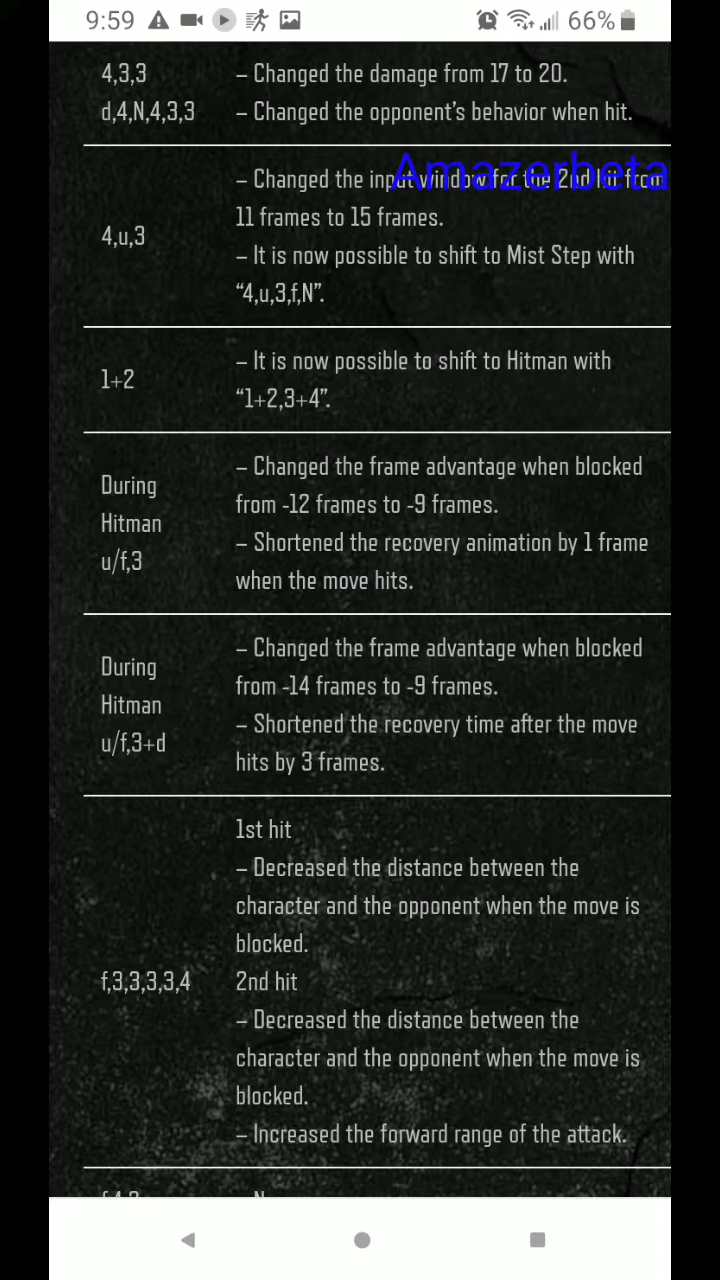 9:59 66%
4,3,3 – Changed the damage from 17 to 20.
d,4,N,4,3,3 – Changed the opponent's behavior when hit.
Amazerbeta
– Changed the input window for the 2nd hit from
11 frames to 15 frames.
4,u,3
– It is now possible to shift to Mist Step with
“4,u,3,f,N”.
– It is now possible to shift to Hitman with
1+2
“1+2,3+4”.
During
Hitman
u/f,3
– Changed the frame advantage when blocked
from -12 frames to -9 frames.
– Shortened the recovery animation by 1 frame
when the move hits.
During
Hitman
u/f,3+d
– Changed the frame advantage when blocked
from -14 frames to -9 frames.
– Shortened the recovery time after the move
hits by 3 frames.
f,3,3,3,3,4
1st hit
– Decreased the distance between the
character and the opponent when the move is
blocked.
2nd hit
– Decreased the distance between the
character and the opponent when the move is
blocked.
– Increased the forward range of the attack.